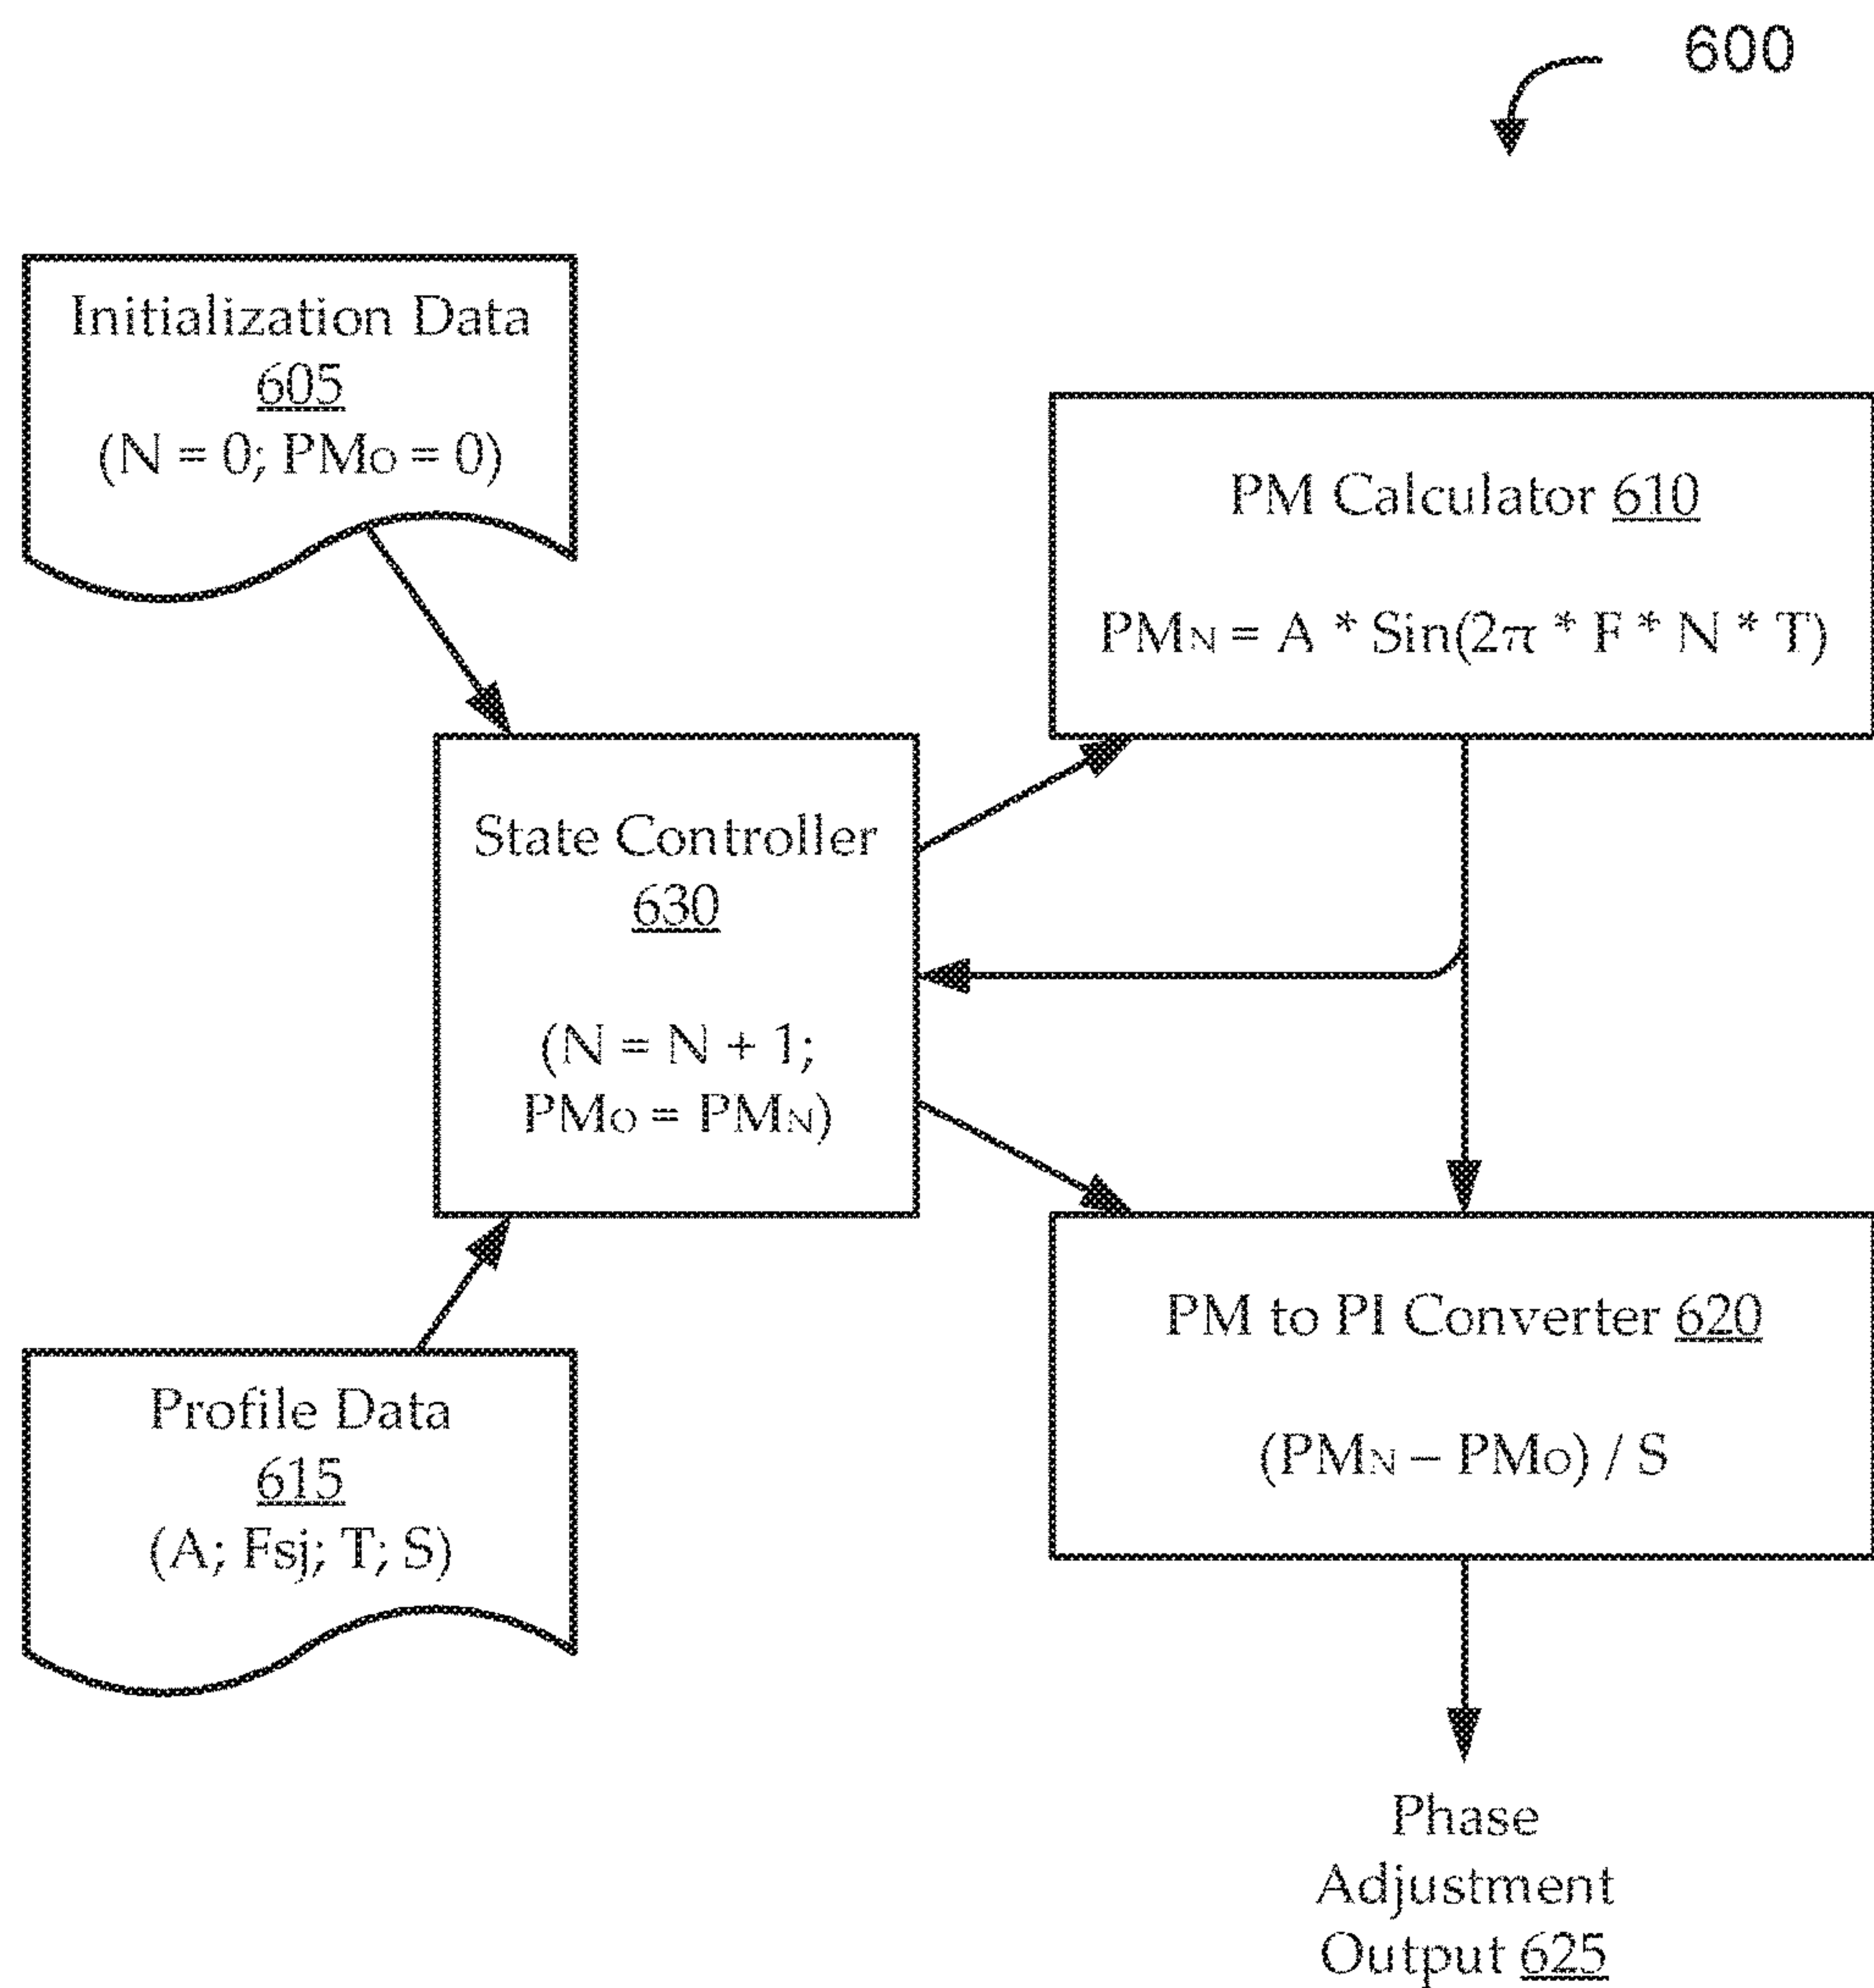 600
Initialization Data
605
(N = 0; PMO = 0)
PM Calculator 610
PMN = A * Sin(2π * F * N * T)
State Controller
630
(N = N + 1;
PMO = PMN)
PM to PI Converter 620
(PMN – PMO) / S
Profile Data
615
(A; Fsj; T; S)
Phase
Adjustment
Output 625